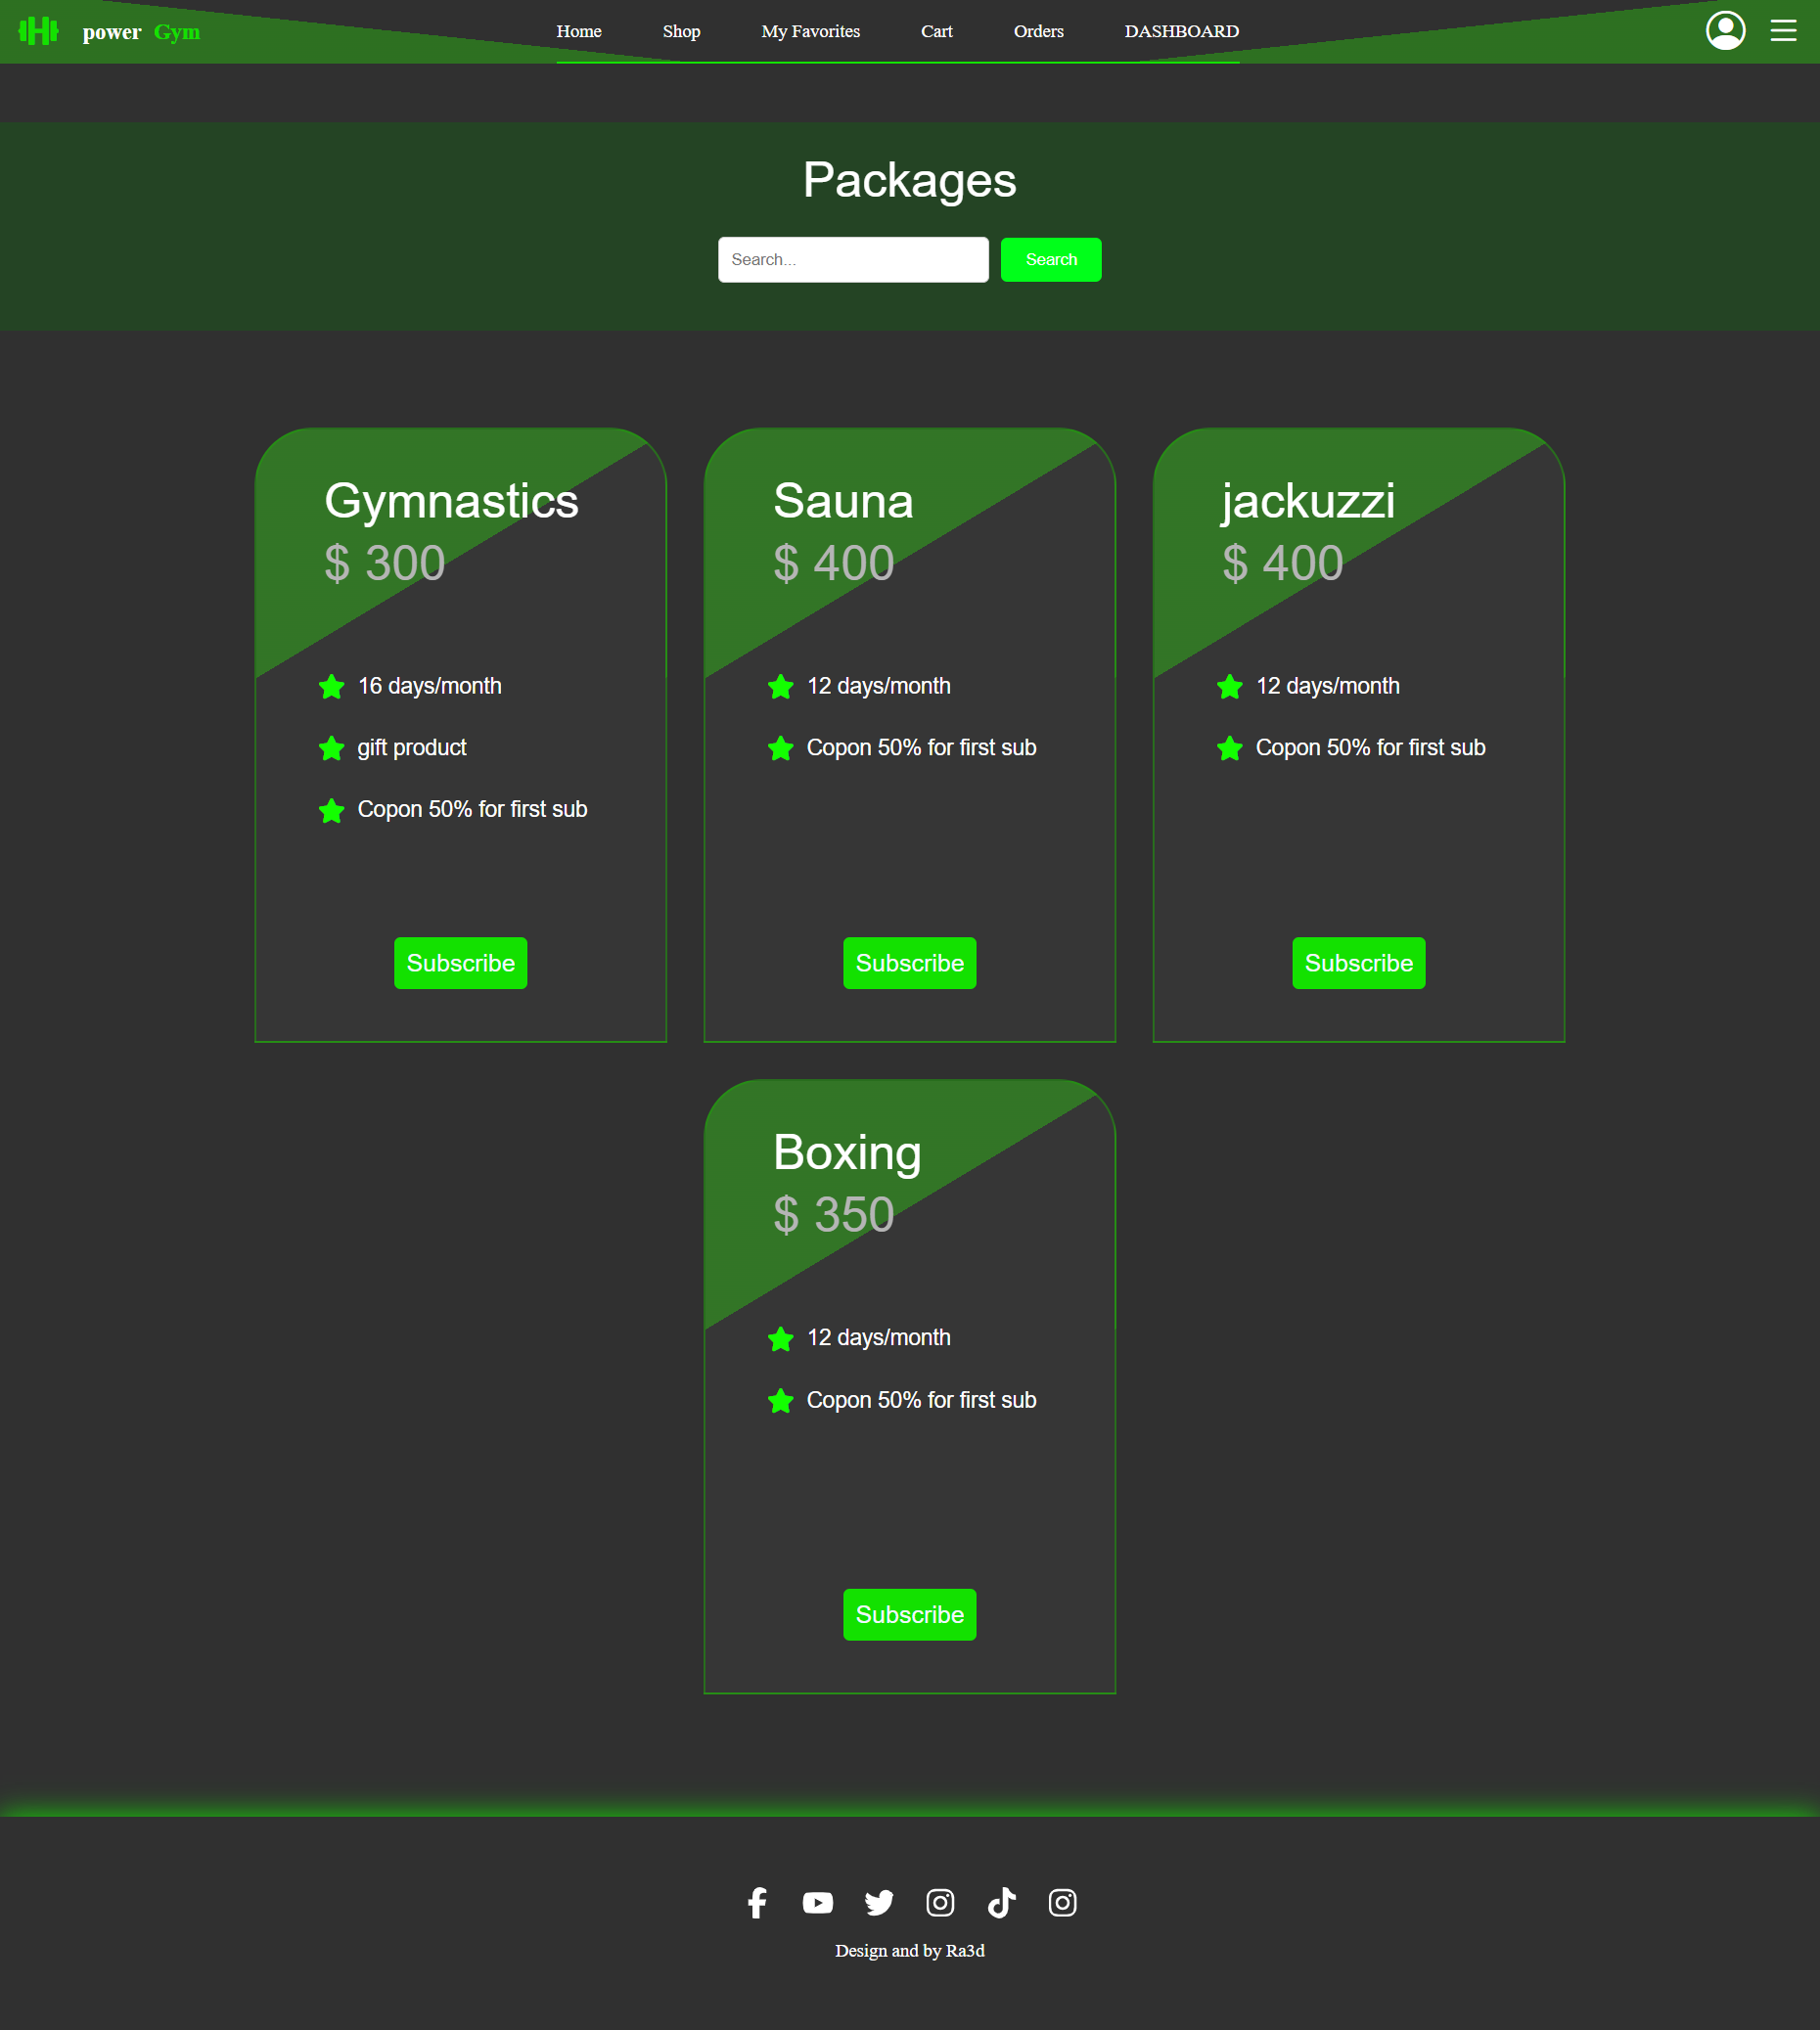 power Gym
Home Shop My Favorites Cart Orders DASHBOARD
Packages
Search... Search
Gymnastics
$ 300
16 days/month
gift product
Copon 50% for first sub
Subscribe
Sauna
$ 400
12 days/month
Copon 50% for first sub
Subscribe
jackuzzi
$ 400
12 days/month
Copon 50% for first sub
Subscribe
Boxing
$ 350
12 days/month
Copon 50% for first sub
Subscribe
Design and by Ra3d